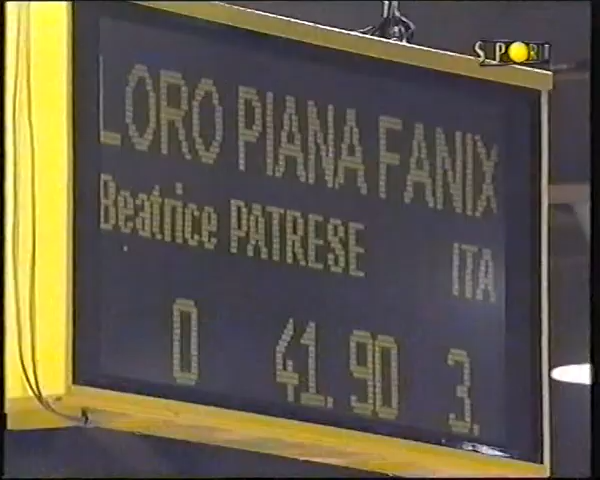 SPORT
LORO PIANA FANIX
Beatrice PATRESE ITA
0 41.90 3.